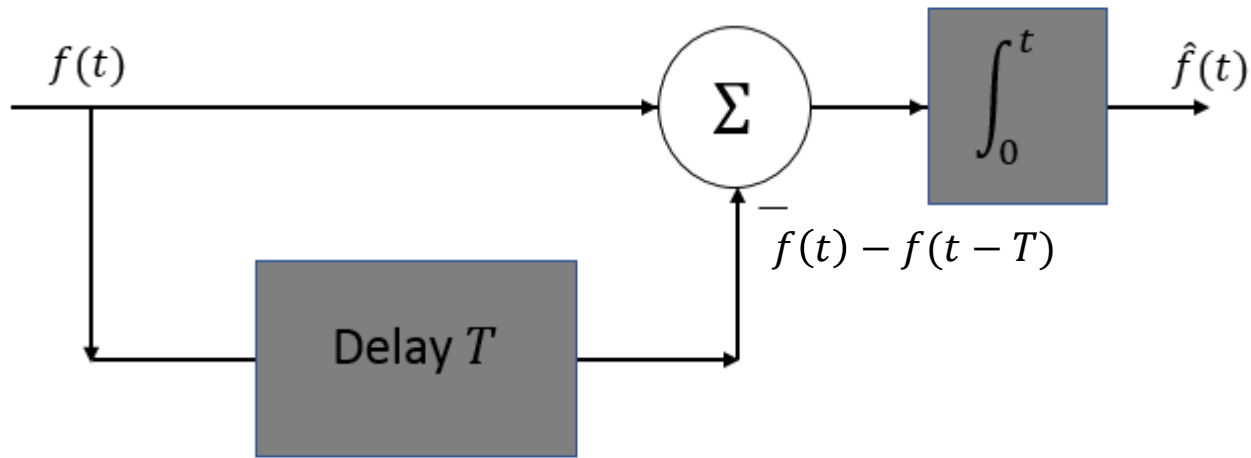 f(t)
Σ
∫₀ᵗ
f̂(t)
−
f(t) − f(t − T)
Delay T